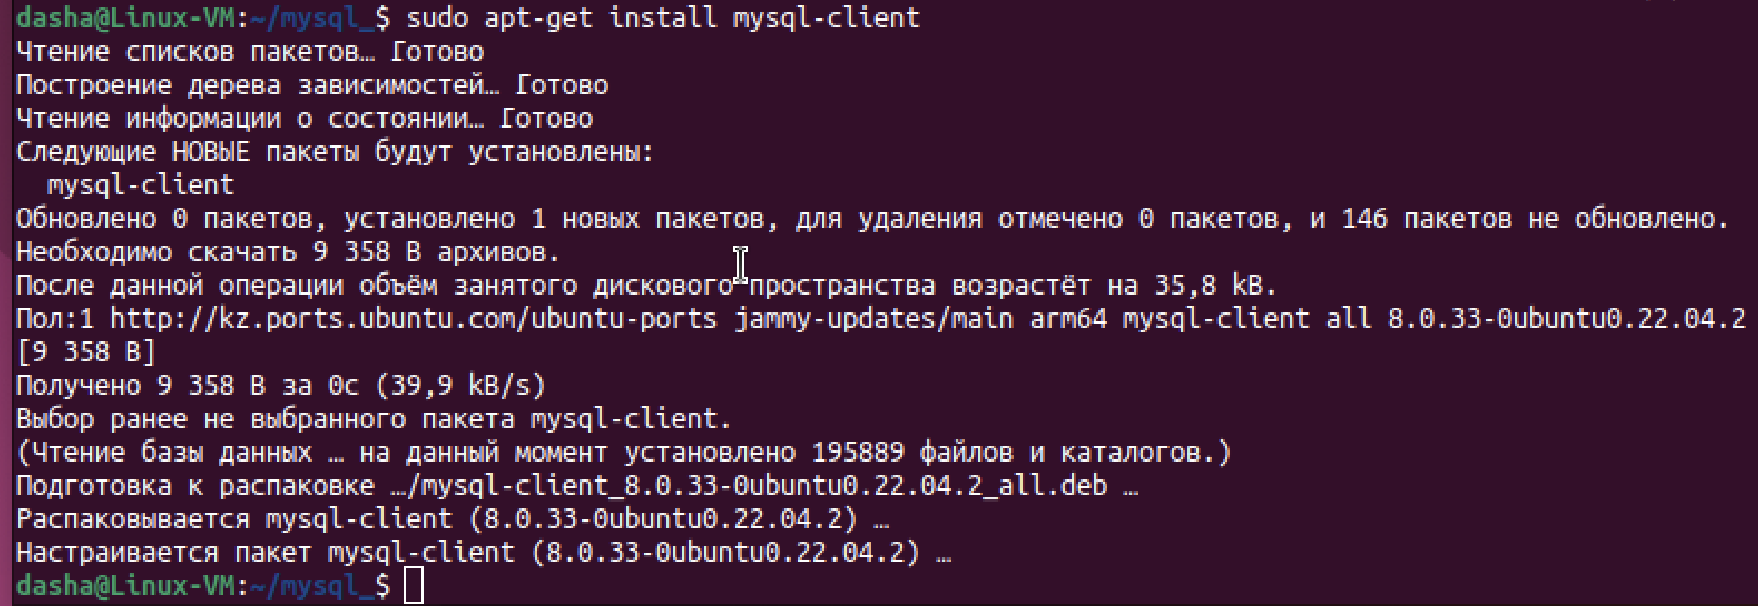 dasha@Linux-VM:~/mysql_$ sudo apt-get install mysql-client
Чтение списков пакетов… Готово
Построение дерева зависимостей… Готово
Чтение информации о состоянии… Готово
Следующие НОВЫЕ пакеты будут установлены:
  mysql-client
Обновлено 0 пакетов, установлено 1 новых пакетов, для удаления отмечено 0 пакетов, и 146 пакетов не обновлено.
Необходимо скачать 9 358 B архивов.
После данной операции объём занятого дискового пространства возрастёт на 35,8 kB.
Пол:1 http://kz.ports.ubuntu.com/ubuntu-ports jammy-updates/main arm64 mysql-client all 8.0.33-0ubuntu0.22.04.2
[9 358 B]
Получено 9 358 B за 0с (39,9 kB/s)
Выбор ранее не выбранного пакета mysql-client.
(Чтение базы данных … на данный момент установлено 195889 файлов и каталогов.)
Подготовка к распаковке …/mysql-client_8.0.33-0ubuntu0.22.04.2_all.deb …
Распаковывается mysql-client (8.0.33-0ubuntu0.22.04.2) …
Настраивается пакет mysql-client (8.0.33-0ubuntu0.22.04.2) …
dasha@Linux-VM:~/mysql_$